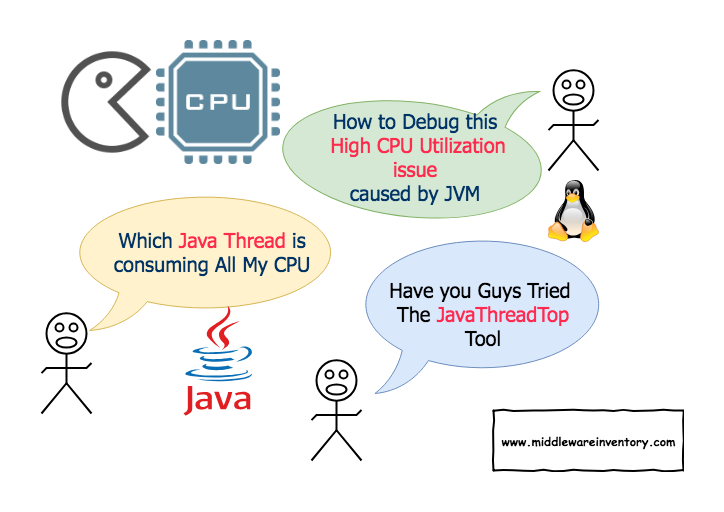 CPU
How to Debug this
High CPU Utilization
issue
caused by JVM
Which Java Thread is
consuming All My CPU
Have you Guys Tried
The JavaThreadTop
Tool
Java
www.middlewareinventory.com